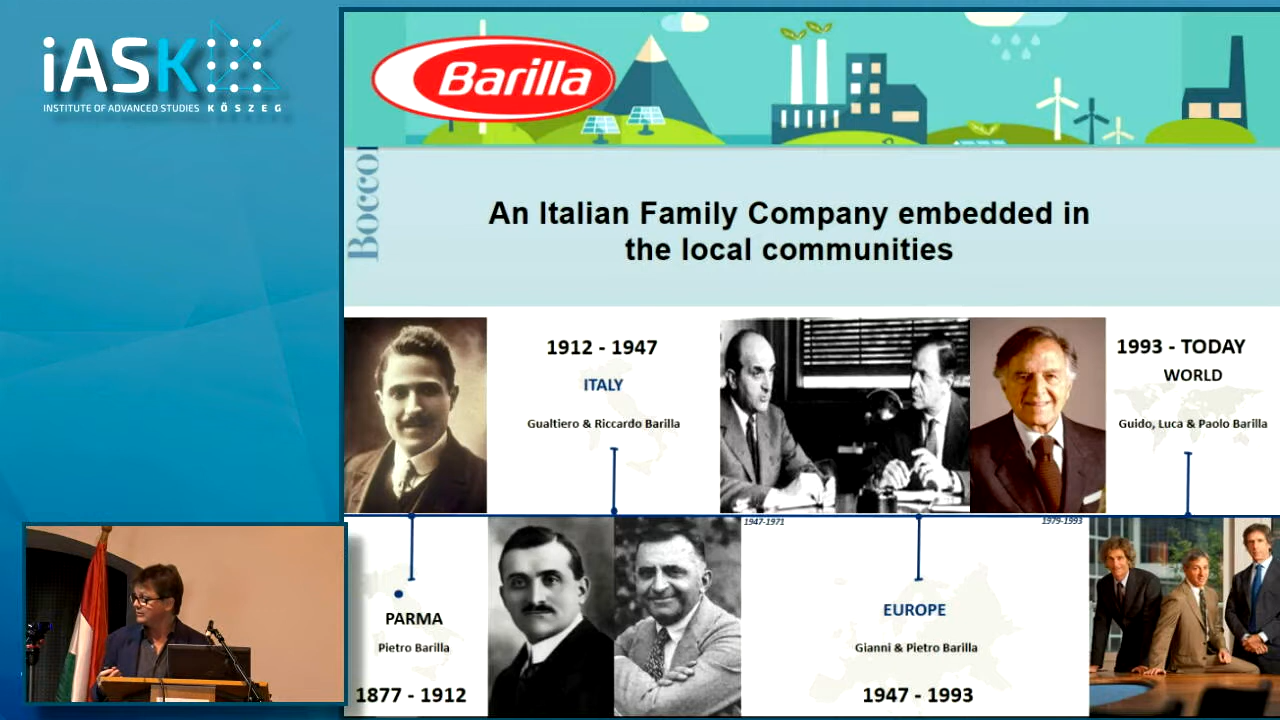 iASK
INSTITUTE OF ADVANCED STUDIES KŐSZEG
Barilla
Boccon
An Italian Family Company embedded in
the local communities
1912 - 1947
ITALY
Gualtiero & Riccardo Barilla
1993 - TODAY
WORLD
Guido, Luca & Paolo Barilla
1947-1971
1979-1993
PARMA
Pietro Barilla
1877 - 1912
EUROPE
Gianni & Pietro Barilla
1947 - 1993